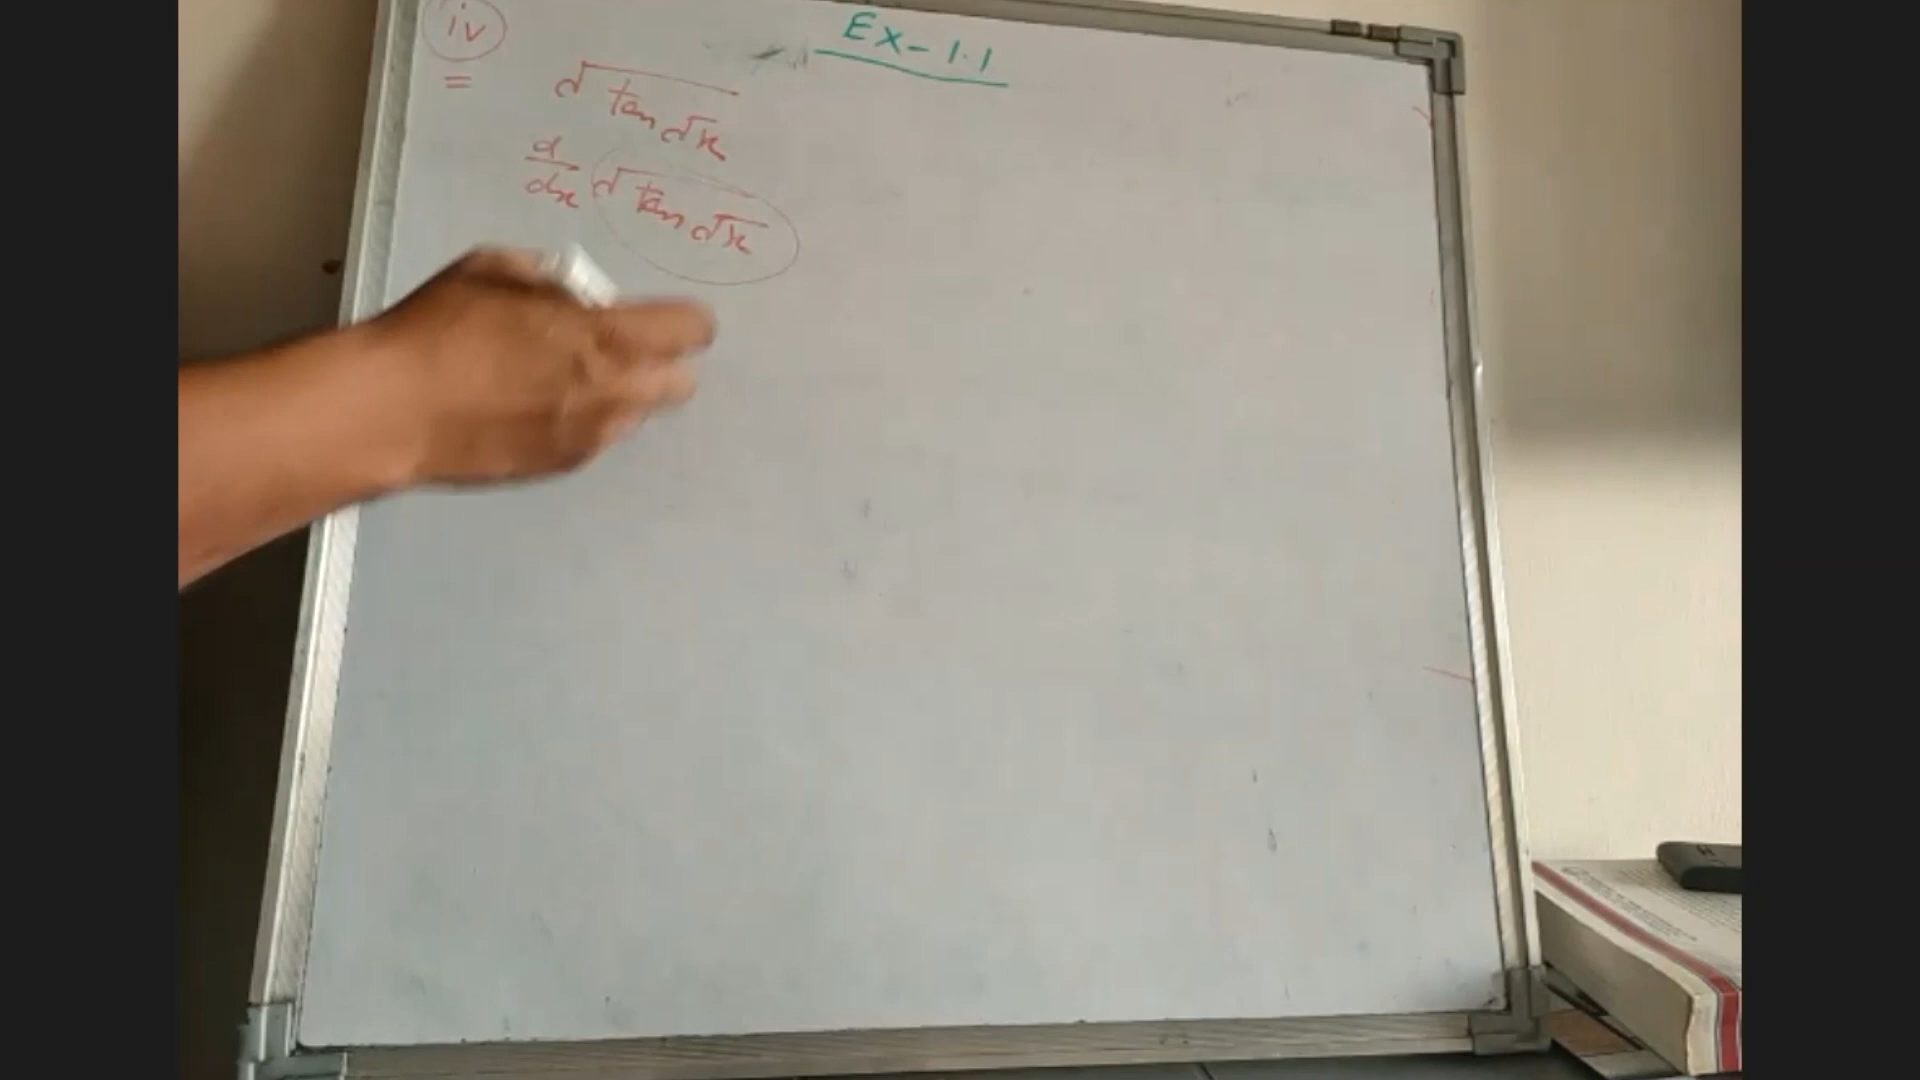 Ex-1.1
iv
= √tan√x
d/dx √tan√x